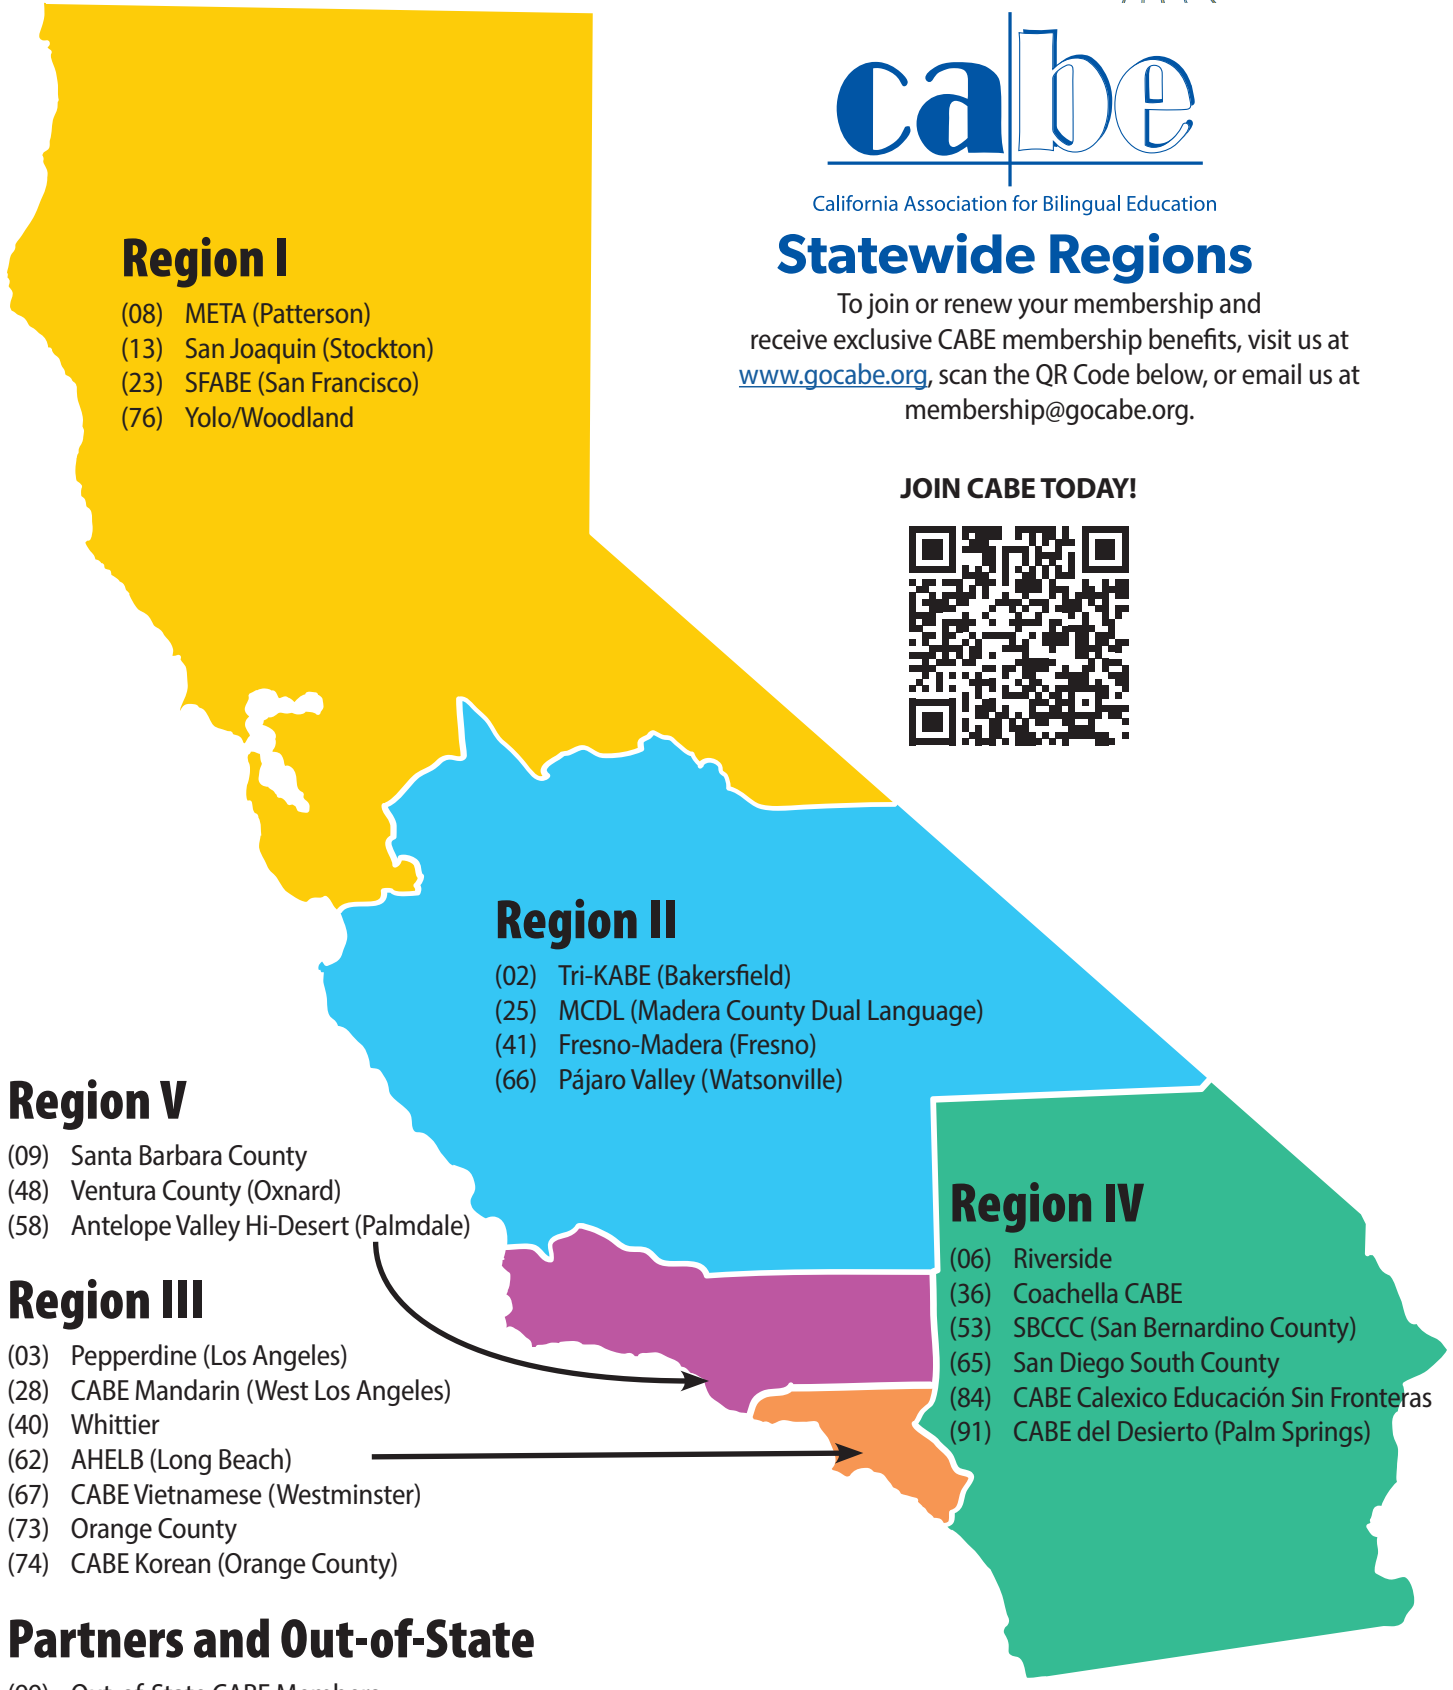 cabe
California Association for Bilingual Education
Statewide Regions
To join or renew your membership and
receive exclusive CABE membership benefits, visit us at
www.gocabe.org, scan the QR Code below, or email us at
membership@gocabe.org.
JOIN CABE TODAY!
Region I
(08) META (Patterson)
(13) San Joaquin (Stockton)
(23) SFABE (San Francisco)
(76) Yolo/Woodland
Region II
(02) Tri-KABE (Bakersfield)
(25) MCDL (Madera County Dual Language)
(41) Fresno-Madera (Fresno)
(66) Pájaro Valley (Watsonville)
Region V
(09) Santa Barbara County
(48) Ventura County (Oxnard)
(58) Antelope Valley Hi-Desert (Palmdale)
Region IV
(06) Riverside
(36) Coachella CABE
(53) SBCCC (San Bernardino County)
(65) San Diego South County
(84) CABE Calexico Educación Sin Fronteras
(91) CABE del Desierto (Palm Springs)
Region III
(03) Pepperdine (Los Angeles)
(28) CABE Mandarin (West Los Angeles)
(40) Whittier
(62) AHELB (Long Beach)
(67) CABE Vietnamese (Westminster)
(73) Orange County
(74) CABE Korean (Orange County)
Partners and Out-of-State
Out-of-State CABE Members